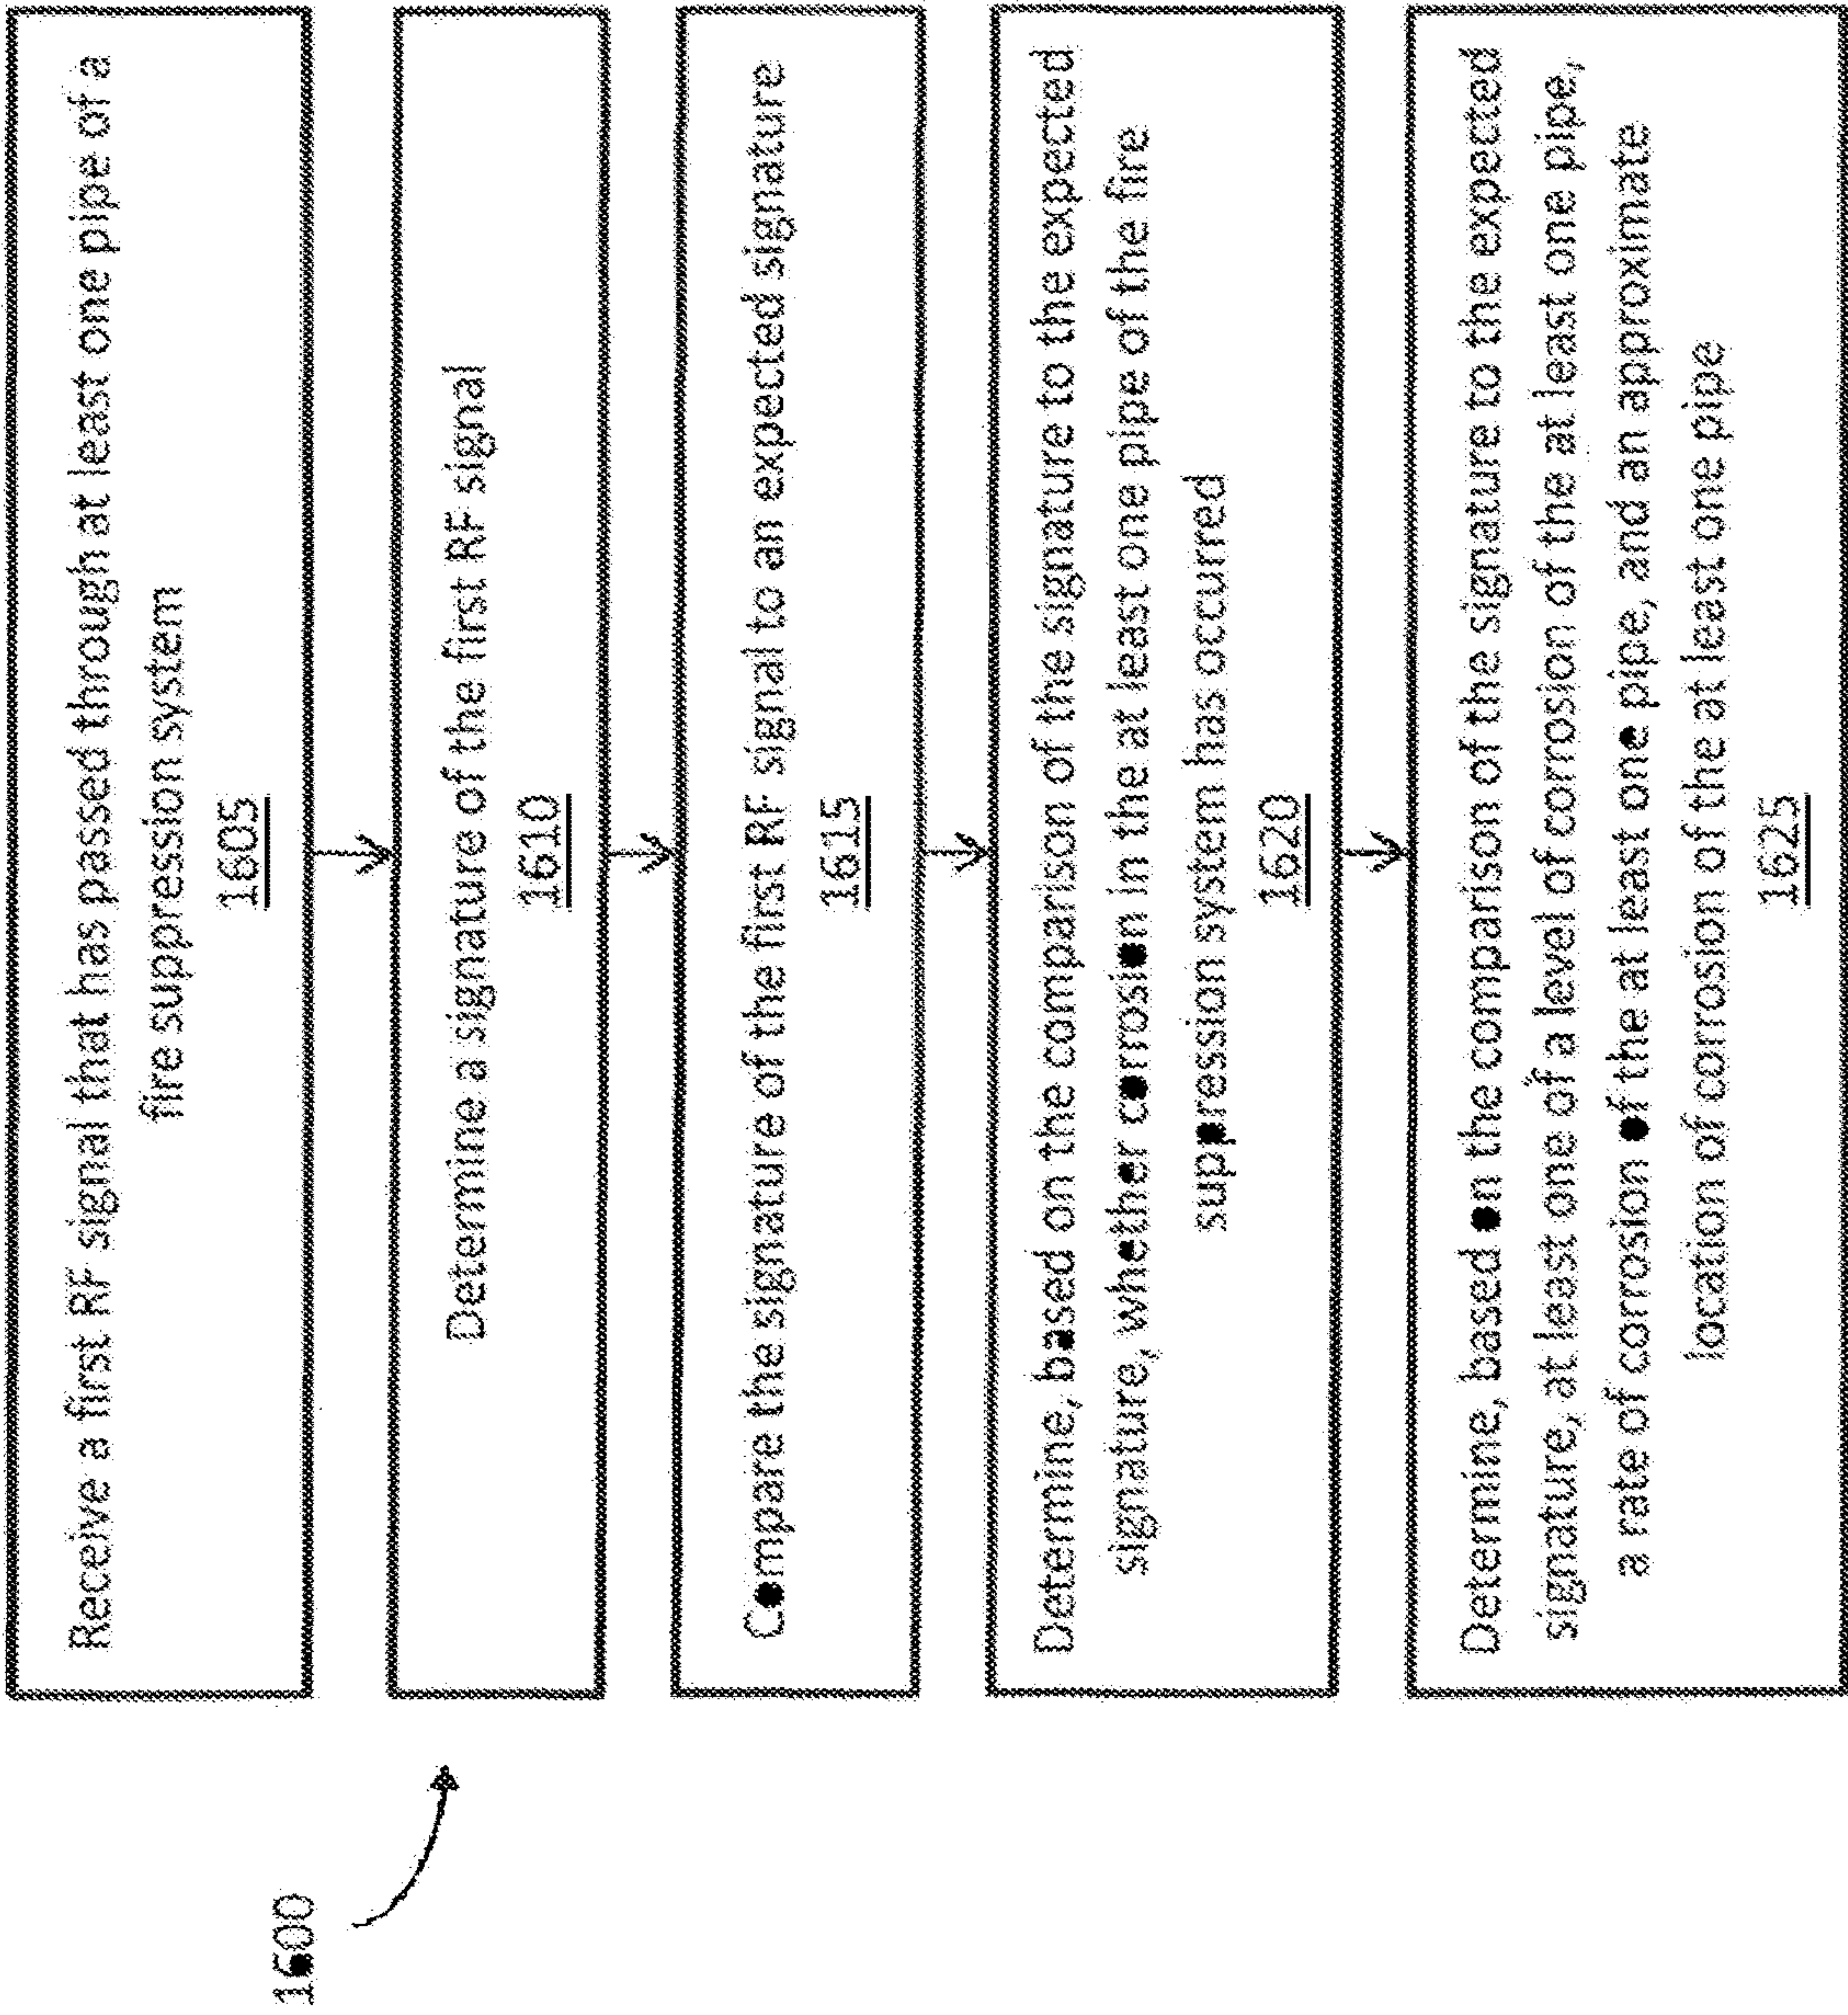 1600
Receive a first RF signal that has passed through at least one pipe of a
fire suppression system
1605
Determine a signature of the first RF signal
1610
Compare the signature of the first RF signal to an expected signature
1615
Determine, based on the comparison of the signature to the expected
signature, whether corrosion in the at least one pipe of the fire
suppression system has occurred
1620
Determine, based on the comparison of the signature to the expected
signature, at least one of a level of corrosion of the at least one pipe,
a rate of corrosion of the at least one pipe, and an approximate
location of corrosion of the at least one pipe
1625